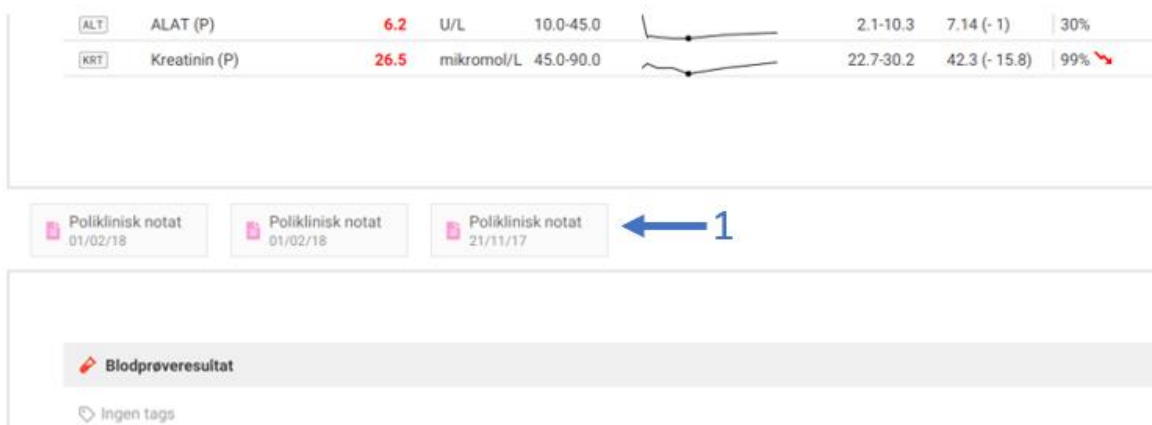 ALT ALAT (P) 6.2 U/L 10.0-45.0 2.1-10.3 7.14 (- 1) 30%
KRT Kreatinin (P) 26.5 mikromol/L 45.0-90.0 22.7-30.2 42.3 (- 15.8) 99%
Poliklinisk notat Poliklinisk notat Poliklinisk notat 1
01/02/18 01/02/18 21/11/17
Blodprøveresultat
Ingen tags